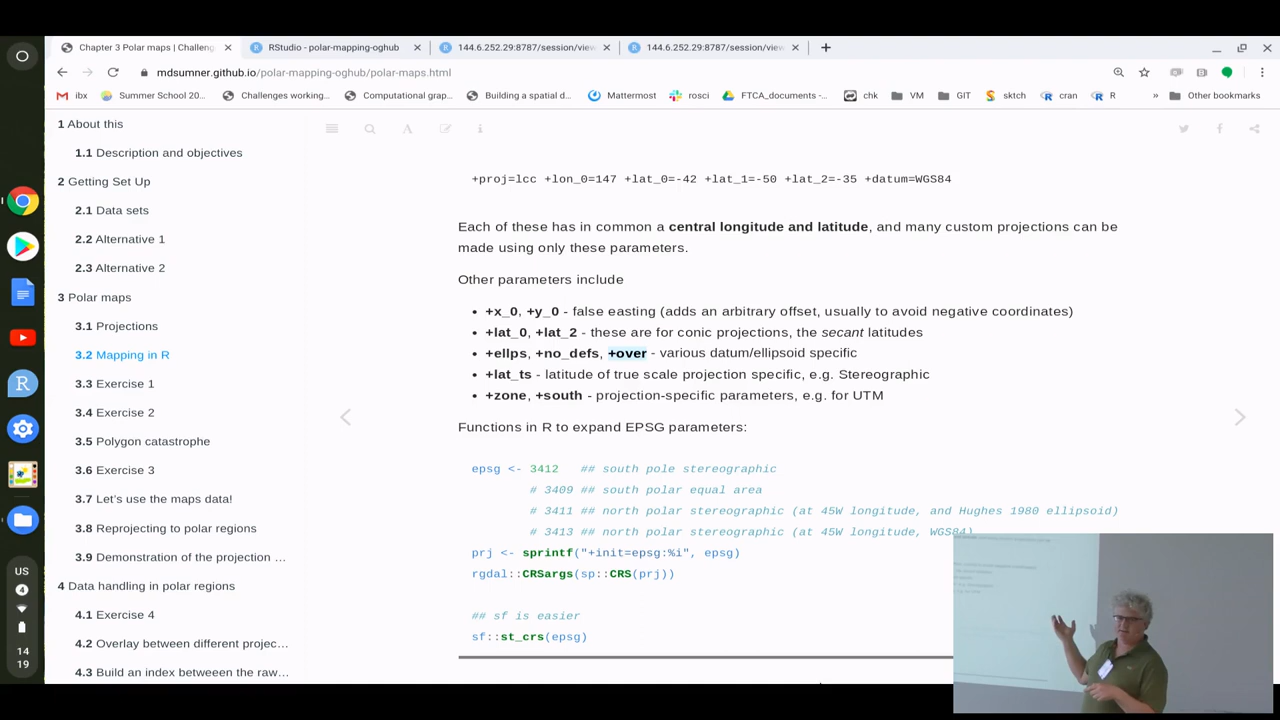 Chapter 3 Polar maps | Challeng
RStudio - polar-mapping-oghub
144.6.252.29:8787/session/view
144.6.252.29:8787/session/view
mdsumner.github.io/polar-mapping-oghub/polar-maps.html
ibx
Summer School 20...
Challenges working...
Computational grap...
Building a spatial d...
Mattermost
rosci
FTCA_documents -...
chk
VM
GIT
sktch
cran
R
»
Other bookmarks
1 About this
1.1 Description and objectives
2 Getting Set Up
2.1 Data sets
2.2 Alternative 1
2.3 Alternative 2
3 Polar maps
3.1 Projections
3.2 Mapping in R
3.3 Exercise 1
3.4 Exercise 2
3.5 Polygon catastrophe
3.6 Exercise 3
3.7 Let's use the maps data!
3.8 Reprojecting to polar regions
3.9 Demonstration of the projection ...
4 Data handling in polar regions
4.1 Exercise 4
4.2 Overlay between different projec...
4.3 Build an index betweeen the raw...
+proj=lcc +lon_0=147 +lat_0=-42 +lat_1=-50 +lat_2=-35 +datum=WGS84
Each of these has in common a central longitude and latitude, and many custom projections can be
made using only these parameters.
Other parameters include
• +x_0, +y_0 - false easting (adds an arbitrary offset, usually to avoid negative coordinates)
• +lat_0, +lat_2 - these are for conic projections, the secant latitudes
• +ellps, +no_defs, +over - various datum/ellipsoid specific
• +lat_ts - latitude of true scale projection specific, e.g. Stereographic
• +zone, +south - projection-specific parameters, e.g. for UTM
Functions in R to expand EPSG parameters:
epsg <- 3412 ## south pole stereographic
# 3409 ## south polar equal area
# 3411 ## north polar stereographic (at 45W longitude, and Hughes 1980 ellipsoid)
# 3413 ## north polar stereographic (at 45W longitude, WGS84)
prj <- sprintf("+init=epsg:%i", epsg)
rgdal::CRSargs(sp::CRS(prj))
## sf is easier
sf::st_crs(epsg)
US
4
14
19